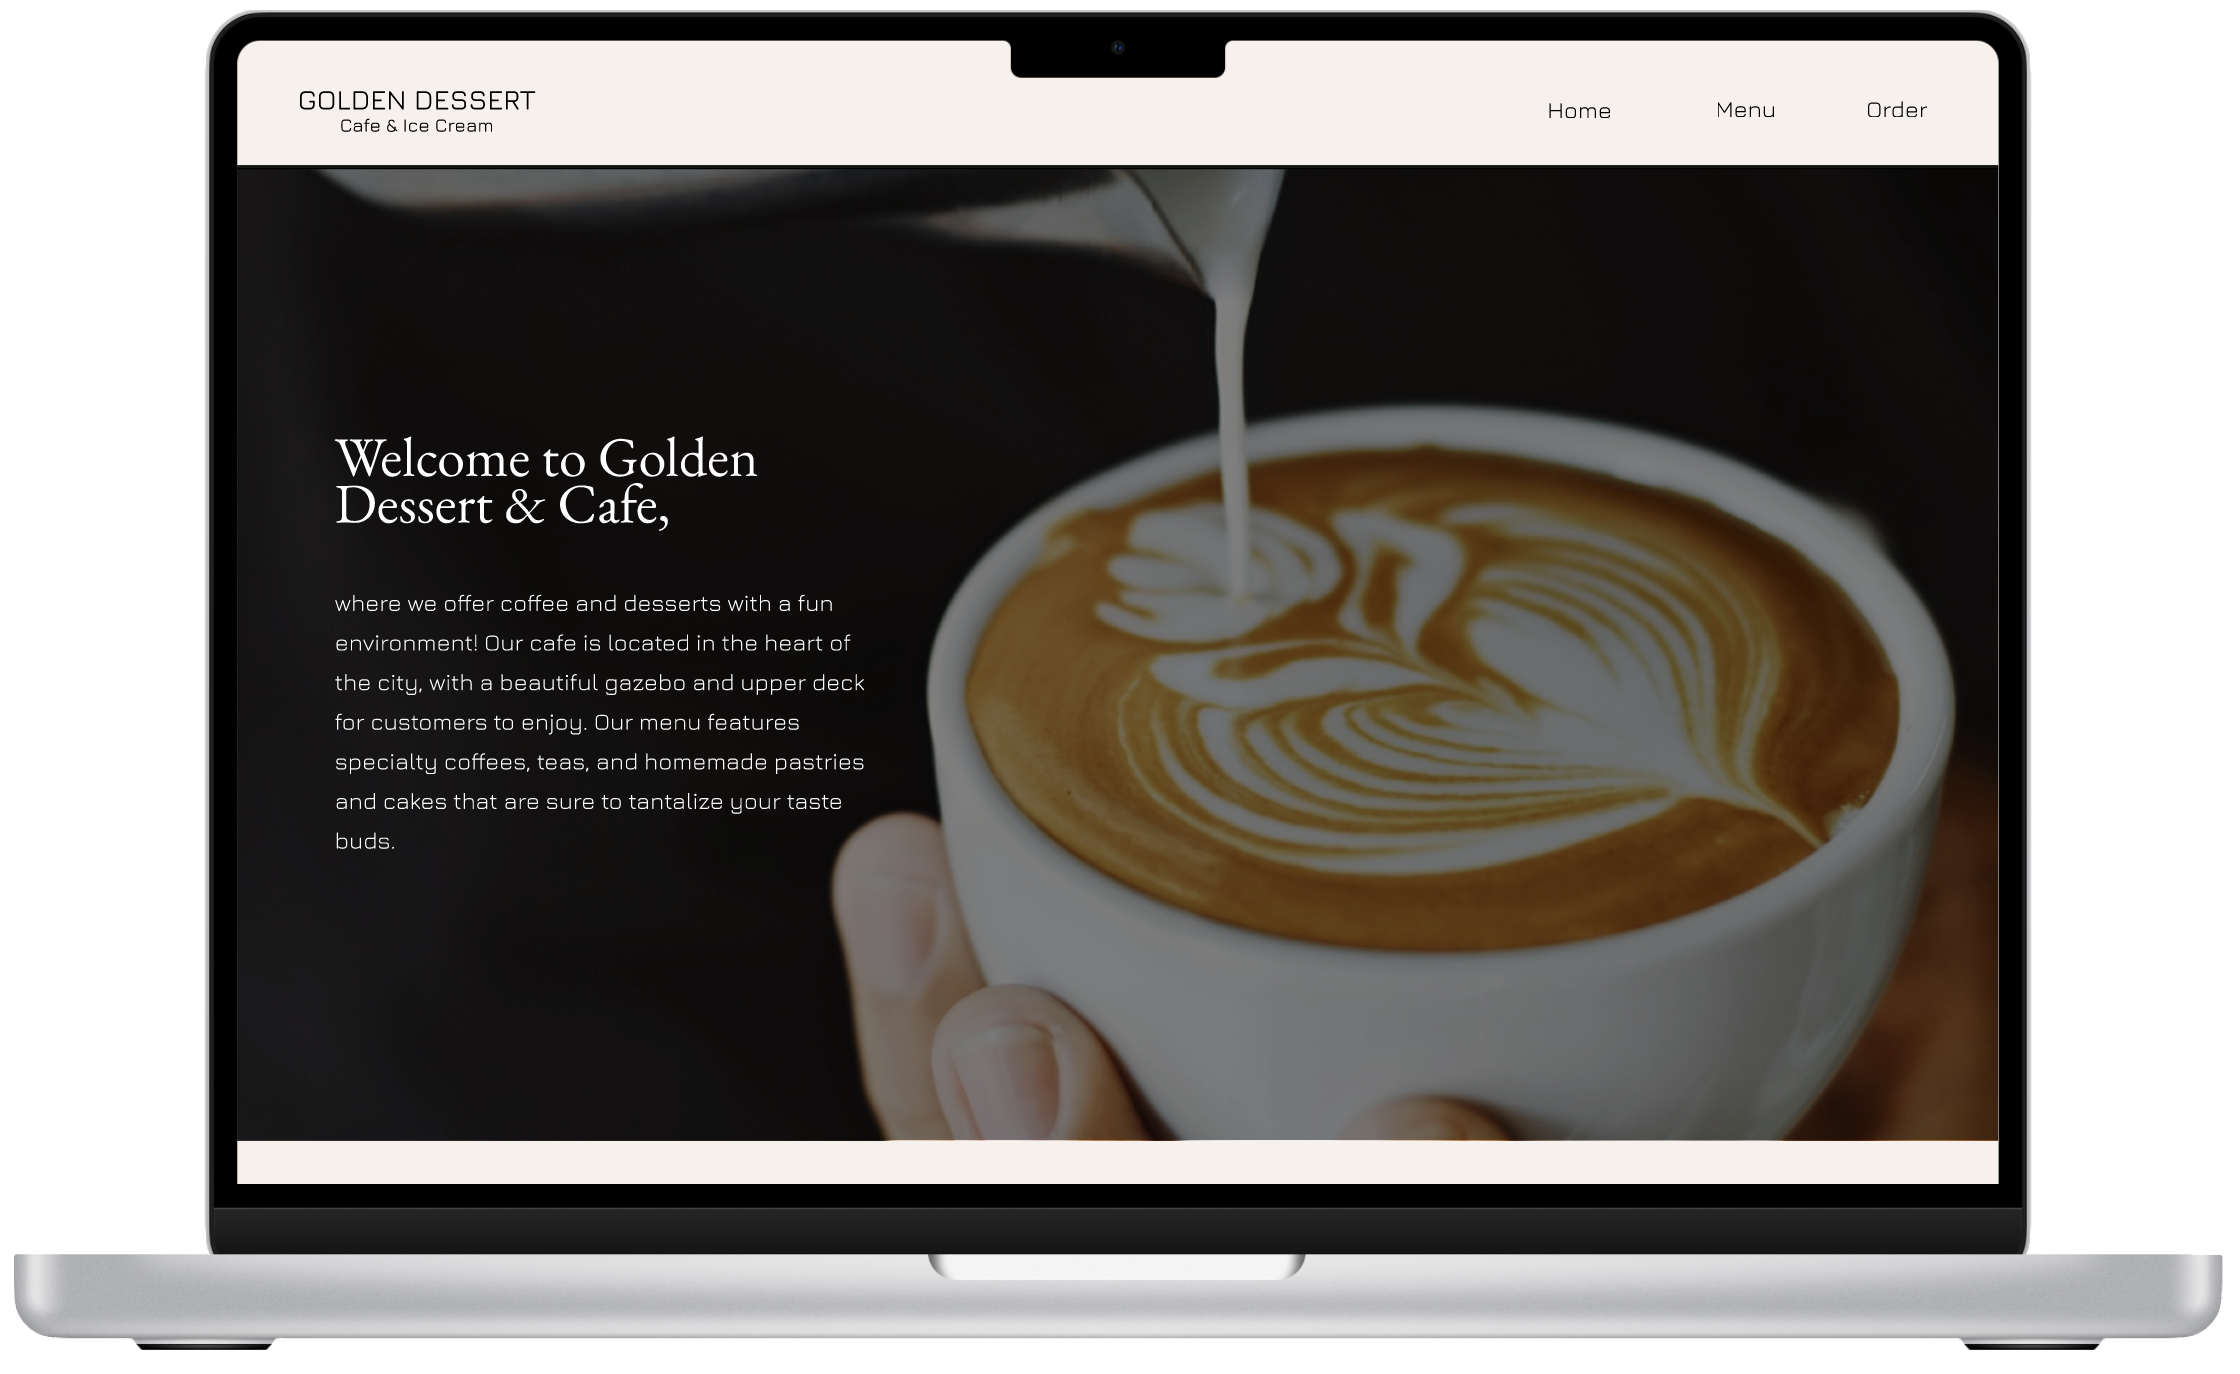 GOLDEN DESSERT
Cafe & Ice Cream
Home
Menu
Order
Welcome to Golden
Dessert & Cafe,
where we offer coffee and desserts with a fun
environment! Our cafe is located in the heart of
the city, with a beautiful gazebo and upper deck
for customers to enjoy. Our menu features
specialty coffees, teas, and homemade pastries
and cakes that are sure to tantalize your taste
buds.